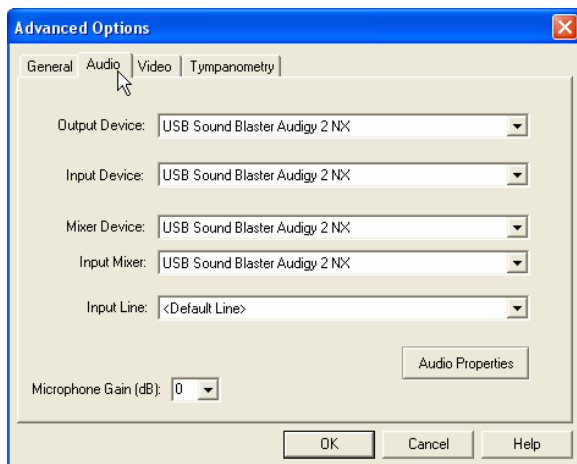 Advanced Options
General Audio Video Tympanometry
Output Device: USB Sound Blaster Audigy 2 NX
Input Device: USB Sound Blaster Audigy 2 NX
Mixer Device: USB Sound Blaster Audigy 2 NX
Input Mixer: USB Sound Blaster Audigy 2 NX
Input Line: <Default Line>
Audio Properties
Microphone Gain (dB): 0
OK Cancel Help